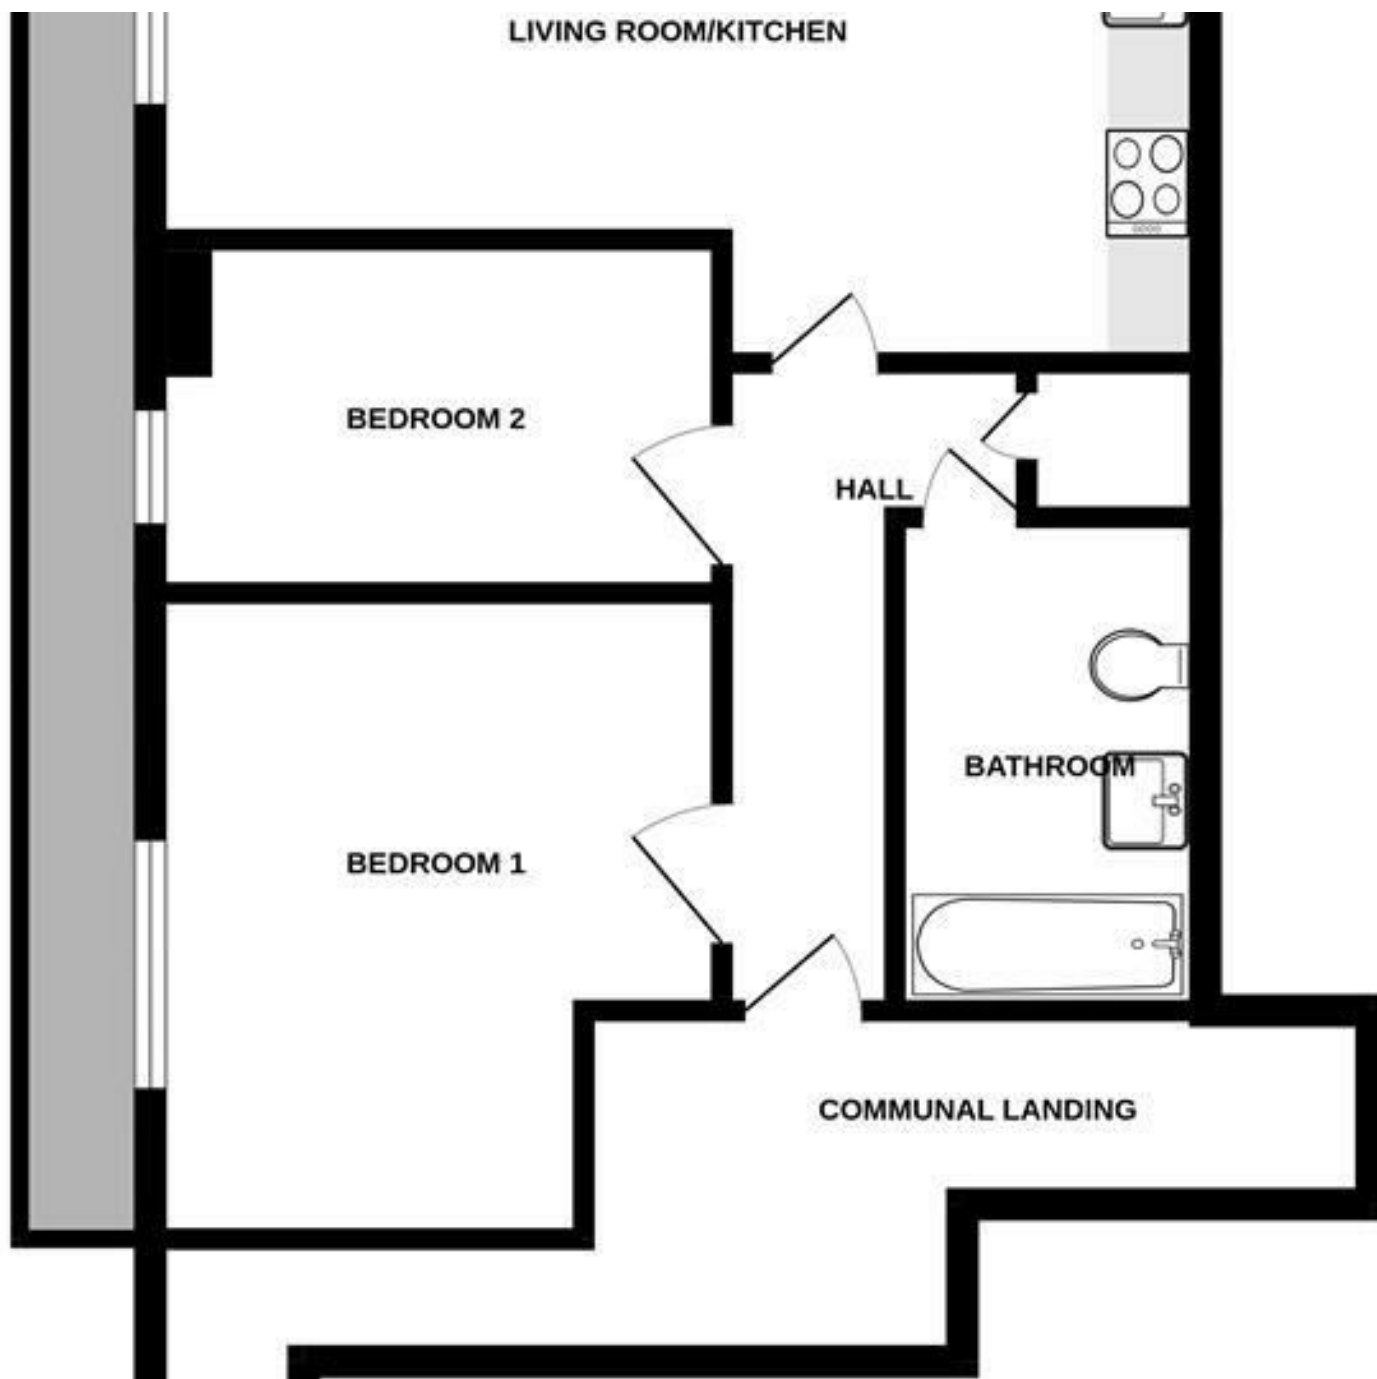 LIVING ROOM/KITCHEN
BEDROOM 2
HALL
BATHROOM
BEDROOM 1
COMMUNAL LANDING